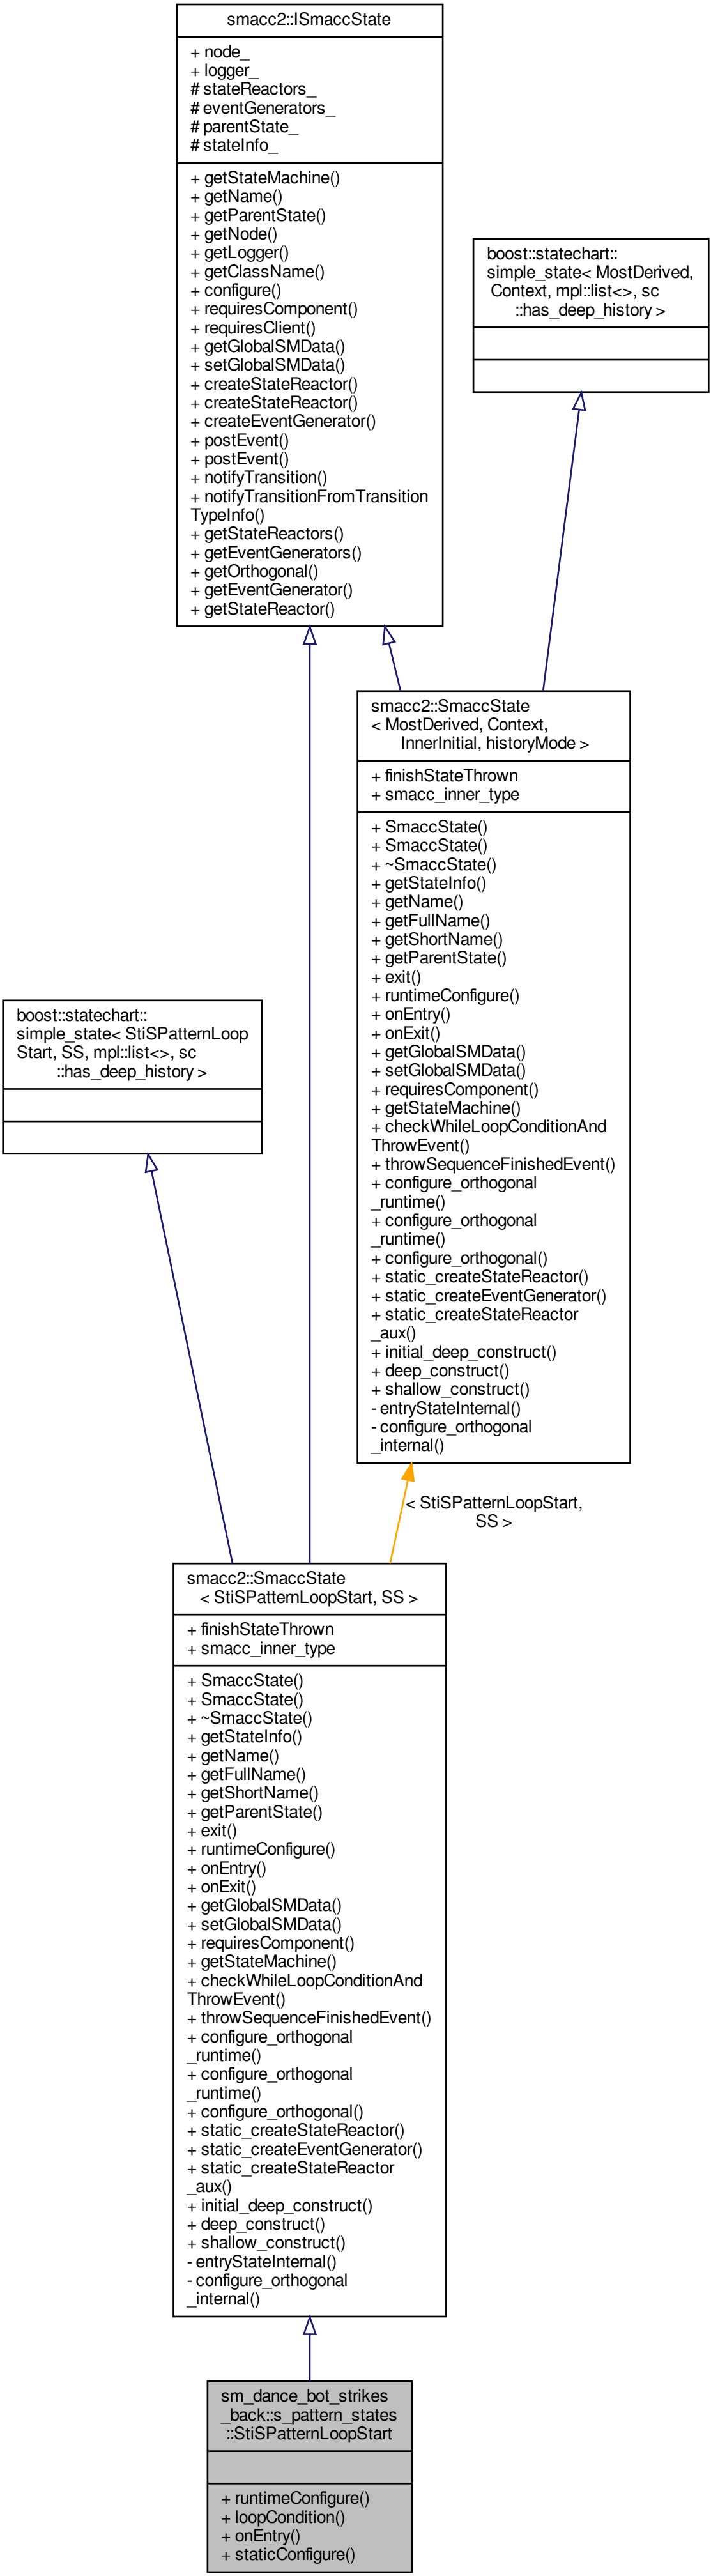 smacc2::ISmaccState
+ node_
+ logger_
# stateReactors_
# eventGenerators_
# parentState_
# stateInfo_
+ getStateMachine()
+ getName()
+ getParentState()
+ getNode()
+ getLogger()
+ getClassName()
+ configure()
+ requiresComponent()
+ requiresClient()
+ getGlobalSMData()
+ setGlobalSMData()
+ createStateReactor()
+ createStateReactor()
+ createEventGenerator()
+ postEvent()
+ postEvent()
+ notifyTransition()
+ notifyTransitionFromTransition
TypeInfo()
+ getStateReactors()
+ getEventGenerators()
+ getOrthogonal()
+ getEventGenerator()
+ getStateReactor()
boost::statechart::
simple_state< MostDerived,
Context, mpl::list<>, sc
::has_deep_history >
smacc2::SmaccState
< MostDerived, Context,
InnerInitial, historyMode >
+ finishStateThrown
+ smacc_inner_type
+ SmaccState()
+ SmaccState()
+ ~SmaccState()
+ getStateInfo()
+ getName()
+ getFullName()
+ getShortName()
+ getParentState()
+ exit()
+ runtimeConfigure()
+ onEntry()
+ onExit()
+ getGlobalSMData()
+ setGlobalSMData()
+ requiresComponent()
+ getStateMachine()
+ checkWhileLoopConditionAnd
ThrowEvent()
+ throwSequenceFinishedEvent()
+ configure_orthogonal
_runtime()
+ configure_orthogonal
_runtime()
+ configure_orthogonal()
+ static_createStateReactor()
+ static_createEventGenerator()
+ static_createStateReactor
_aux()
+ initial_deep_construct()
+ deep_construct()
+ shallow_construct()
- entryStateInternal()
- configure_orthogonal
_internal()
boost::statechart::
simple_state< StiSPatternLoop
Start, SS, mpl::list<>, sc
::has_deep_history >
< StiSPatternLoopStart,
SS >
smacc2::SmaccState
< StiSPatternLoopStart, SS >
+ finishStateThrown
+ smacc_inner_type
+ SmaccState()
+ SmaccState()
+ ~SmaccState()
+ getStateInfo()
+ getName()
+ getFullName()
+ getShortName()
+ getParentState()
+ exit()
+ runtimeConfigure()
+ onEntry()
+ onExit()
+ getGlobalSMData()
+ setGlobalSMData()
+ requiresComponent()
+ getStateMachine()
+ checkWhileLoopConditionAnd
ThrowEvent()
+ throwSequenceFinishedEvent()
+ configure_orthogonal
_runtime()
+ configure_orthogonal
_runtime()
+ configure_orthogonal()
+ static_createStateReactor()
+ static_createEventGenerator()
+ static_createStateReactor
_aux()
+ initial_deep_construct()
+ deep_construct()
+ shallow_construct()
- entryStateInternal()
- configure_orthogonal
_internal()
sm_dance_bot_strikes
_back::s_pattern_states
::StiSPatternLoopStart
+ runtimeConfigure()
+ loopCondition()
+ onEntry()
+ staticConfigure()